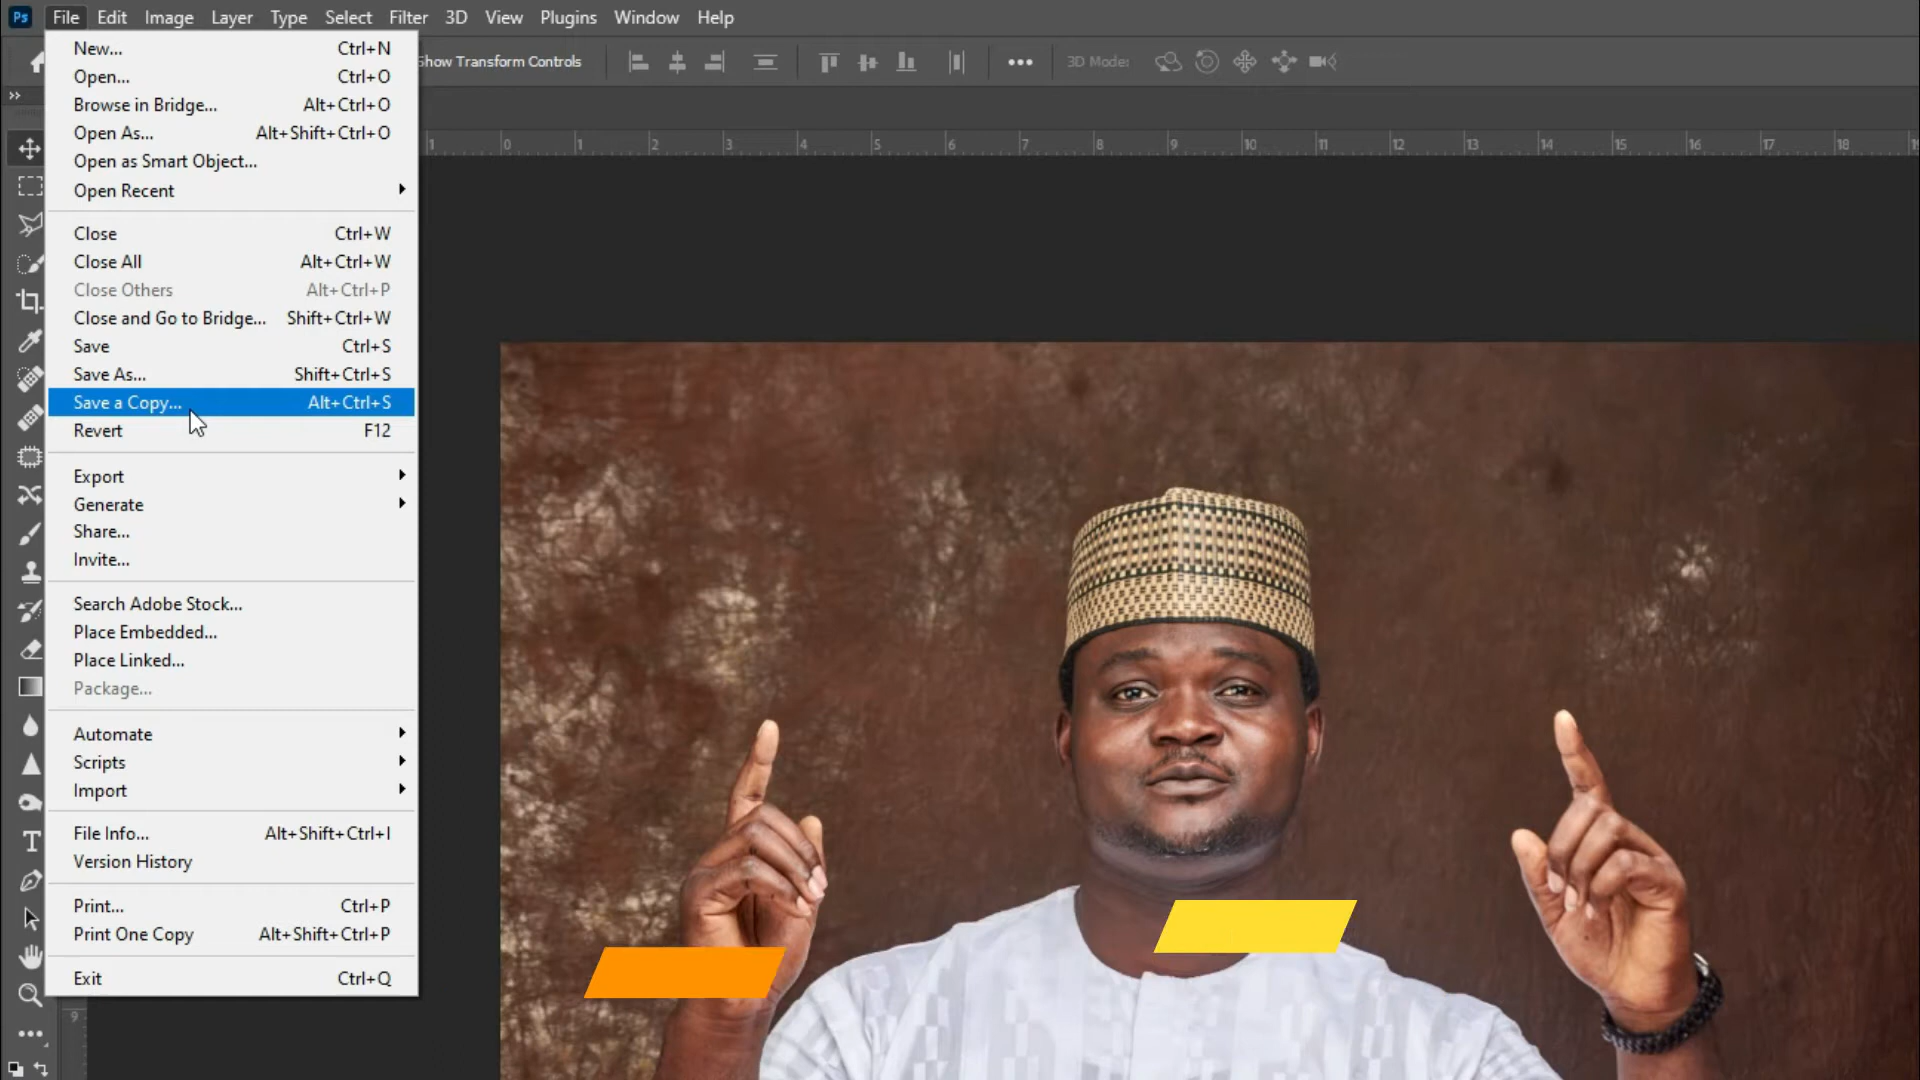 Ps File Edit Image Layer Type Select Filter 3D View Plugins Window Help
Show Transform Controls 3D Mode:
1 0 1 2 3 4 5 6 7 8 9 10 11 12 13 14 15 16 17 18
New... Ctrl+N
Open... Ctrl+O
Browse in Bridge... Alt+Ctrl+O
Open As... Alt+Shift+Ctrl+O
Open as Smart Object...
Open Recent
Close Ctrl+W
Close All Alt+Ctrl+W
Close Others Alt+Ctrl+P
Close and Go to Bridge... Shift+Ctrl+W
Save Ctrl+S
Save As... Shift+Ctrl+S
Save a Copy... Alt+Ctrl+S
Revert F12
Export
Generate
Share...
Invite...
Search Adobe Stock...
Place Embedded...
Place Linked...
Package...
Automate
Scripts
Import
File Info... Alt+Shift+Ctrl+I
Version History
Print... Ctrl+P
Print One Copy Alt+Shift+Ctrl+P
Exit Ctrl+Q
9